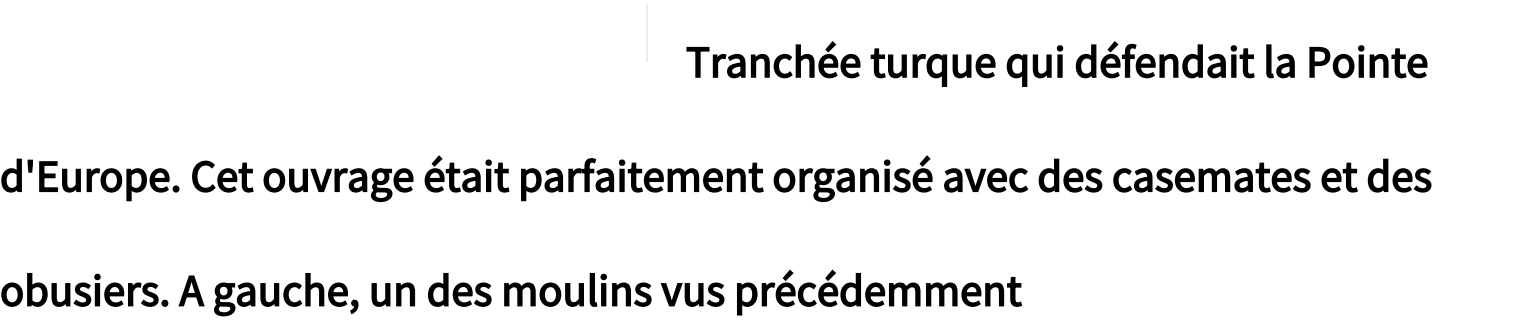 Tranchée turque qui défendait la Pointe
d'Europe. Cet ouvrage était parfaitement organisé avec des casemates et des
obusiers. A gauche, un des moulins vus précédemment